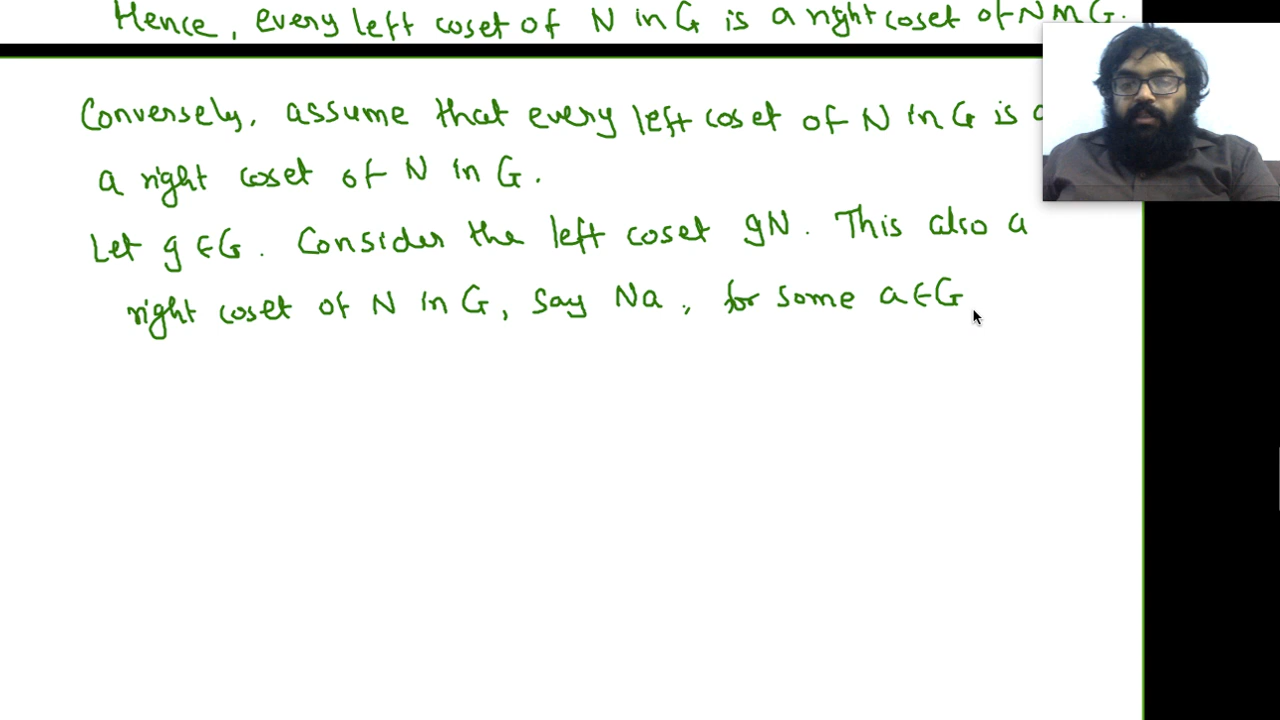 Hence, every left coset of N in G is a right coset of N in G.
Conversely, assume that every left coset of N in G is a
a right coset of N in G.
Let g ∈ G. Consider the left coset gN. This also a
right coset of N in G, say Na, for some a ∈ G